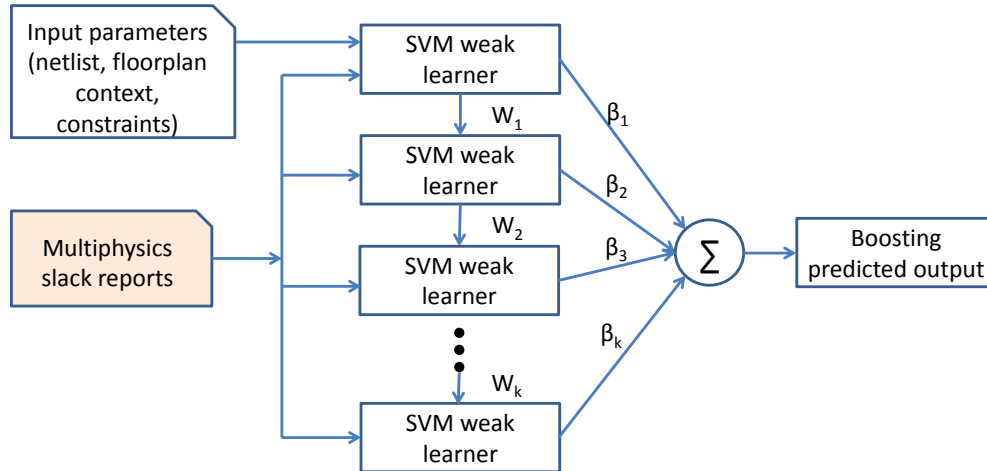 Input parameters
(netlist, floorplan
context,
constraints)
SVM weak
learner
W₁
β₁
SVM weak
learner
β₂
W₂
Multiphysics
slack reports
SVM weak
learner
β₃
∑
Boosting
predicted output
βₖ
Wₖ
SVM weak
learner